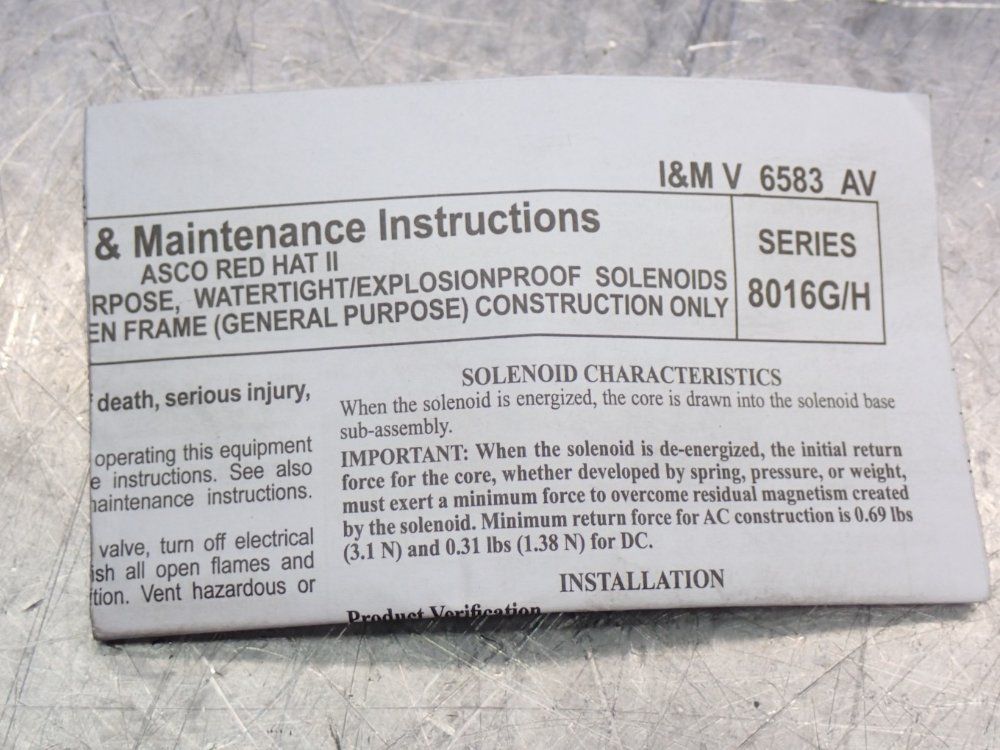 I&M V 6583 AV
& Maintenance Instructions
ASCO RED HAT II
RPOSE, WATERTIGHT/EXPLOSIONPROOF SOLENOIDS
EN FRAME (GENERAL PURPOSE) CONSTRUCTION ONLY
SERIES
8016G/H
death, serious injury,
operating this equipment
e instructions. See also
maintenance instructions.
valve, turn off electrical
ish all open flames and
tion. Vent hazardous or
SOLENOID CHARACTERISTICS
When the solenoid is energized, the core is drawn into the solenoid base
sub-assembly.
IMPORTANT: When the solenoid is de-energized, the initial return
force for the core, whether developed by spring, pressure, or weight,
must exert a minimum force to overcome residual magnetism created
by the solenoid. Minimum return force for AC construction is 0.69 lbs
(3.1 N) and 0.31 lbs (1.38 N) for DC.
INSTALLATION
Product Verification